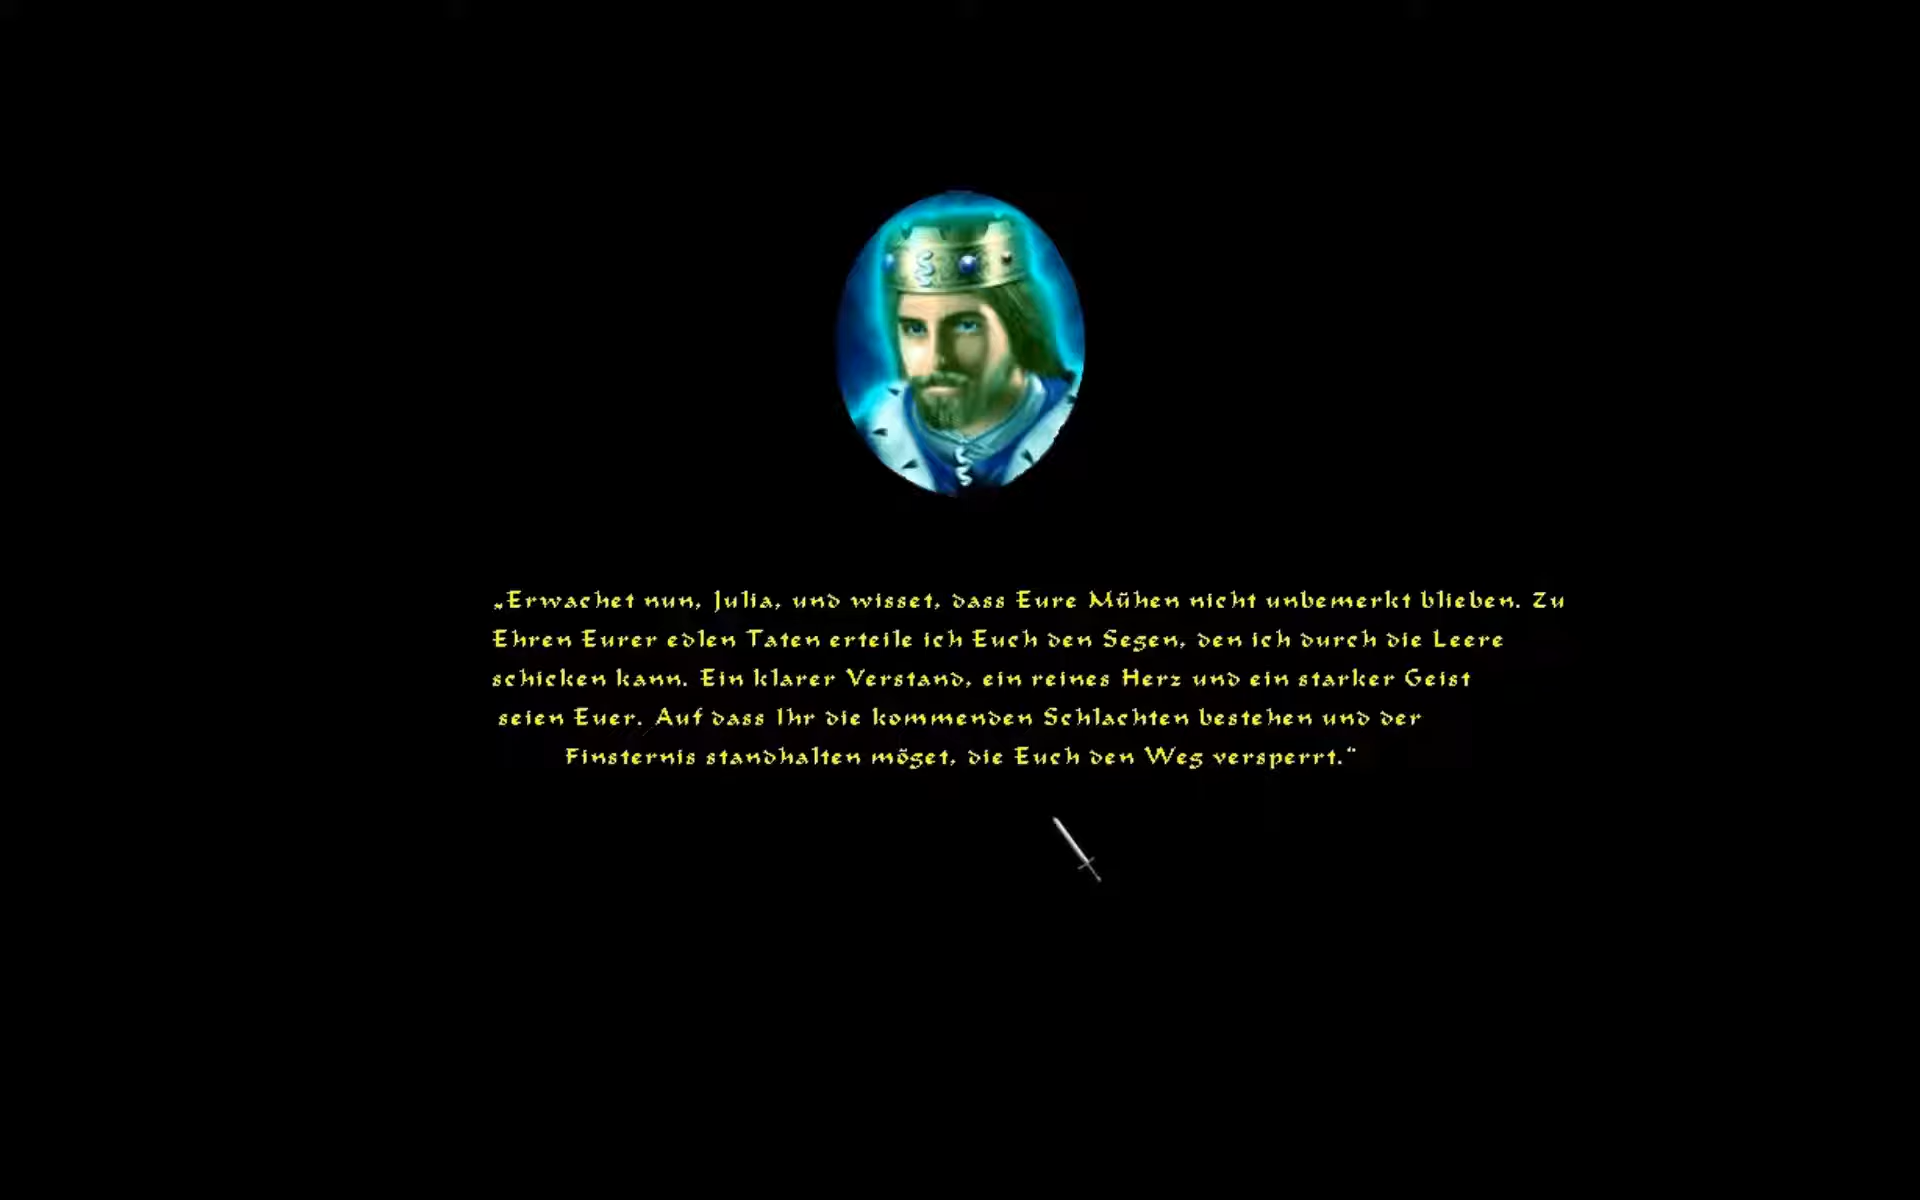 „Erwachet nun, Julia, und wisset, dass Eure Mühen nicht unbemerkt blieben. Zu
Ehren Eurer edlen Taten erteile ich Euch den Segen, den ich durch die Leere
schicken kann. Ein klarer Verstand, ein reines Herz und ein starker Geist
seien Euer. Auf dass Ihr die kommenden Schlachten bestehen und der
Finsternis standhalten möget, die Euch den Weg versperrt.“